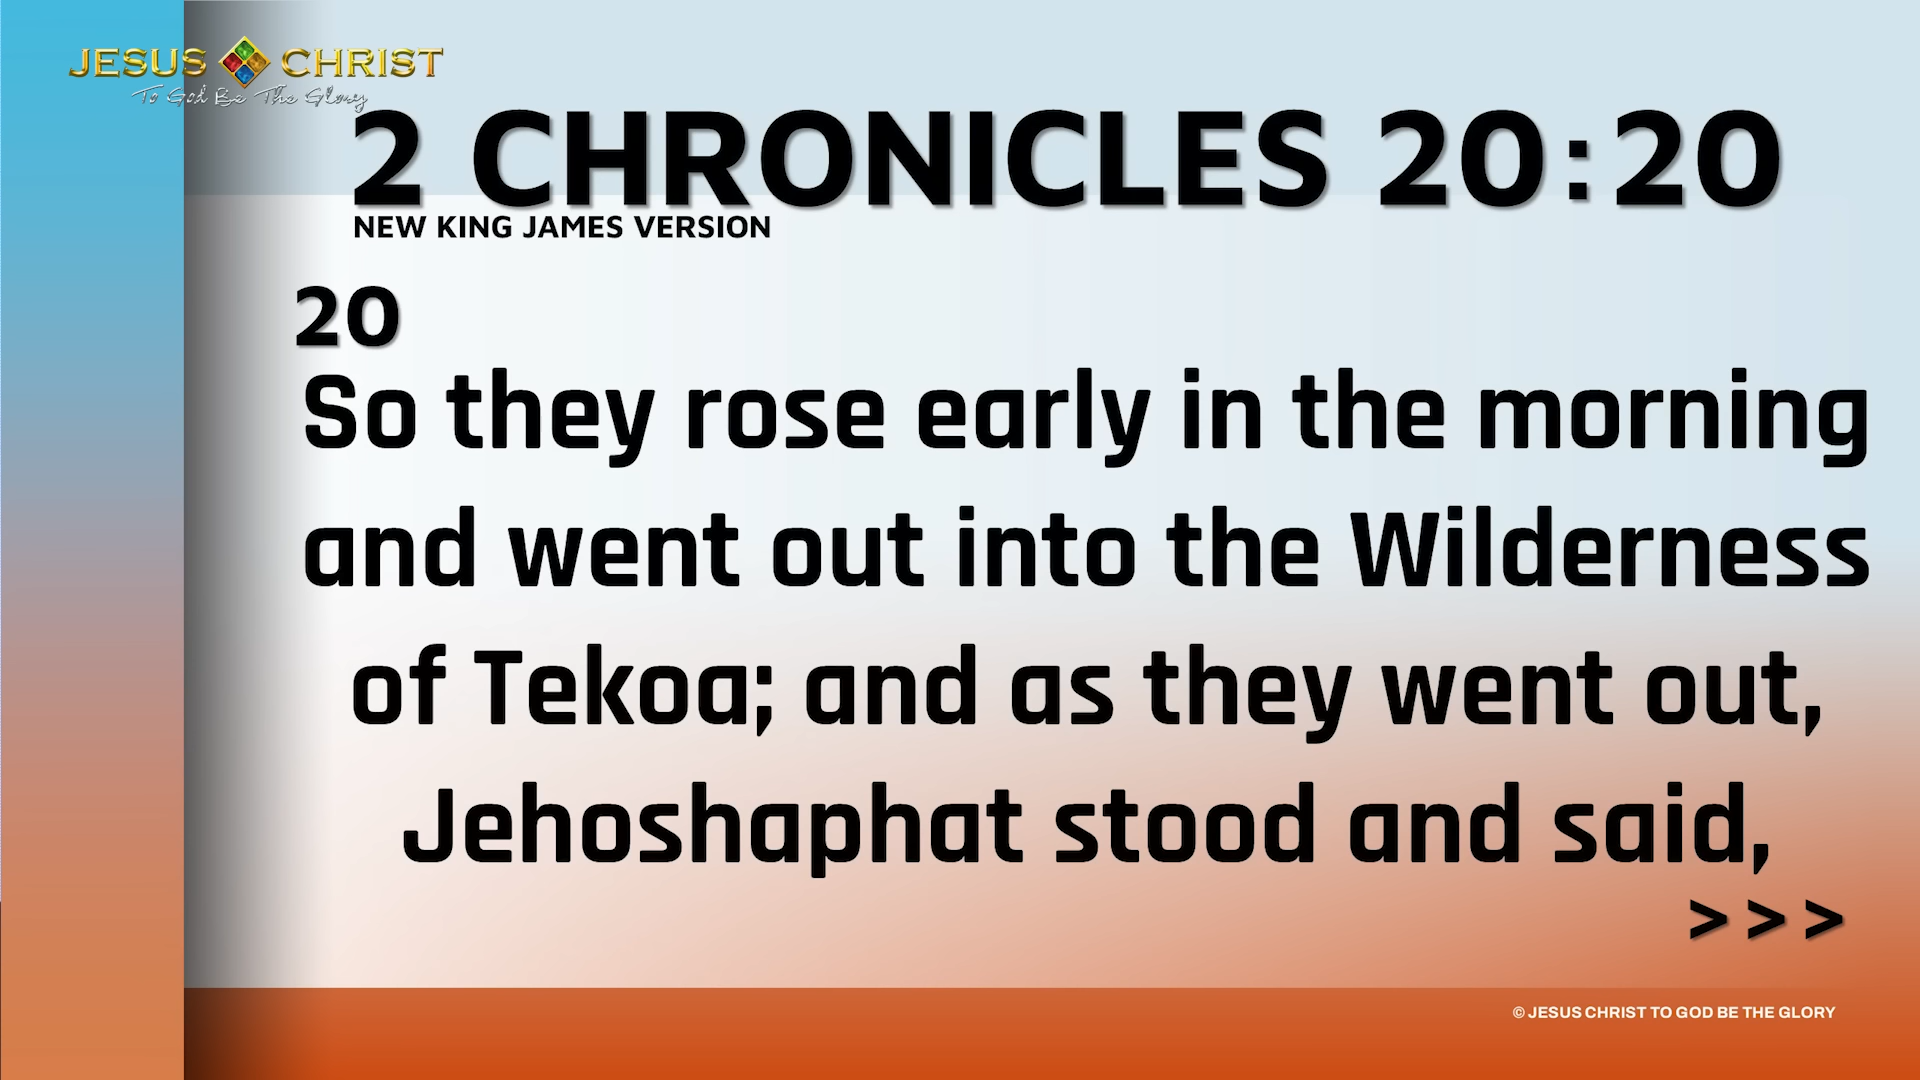 JESUS CHRIST
To God Be The Glory
2 CHRONICLES 20:20
NEW KING JAMES VERSION
20
So they rose early in the morning
and went out into the Wilderness
of Tekoa; and as they went out,
Jehoshaphat stood and said,
>>>
© JESUS CHRIST TO GOD BE THE GLORY